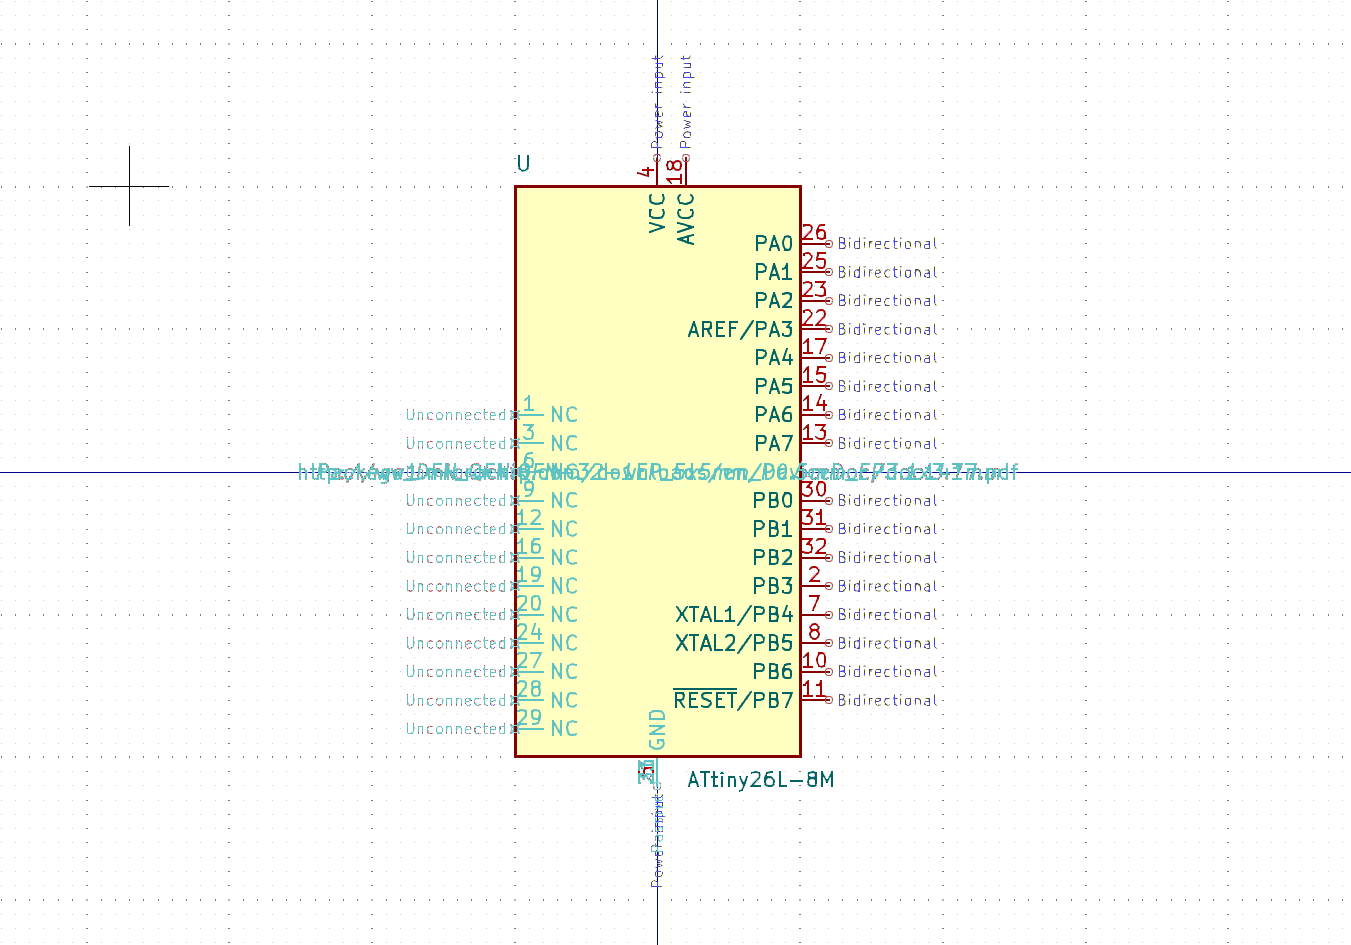 Power input
Power input
U
4
18
VCC
AVCC
26
PA0
Bidirectional
25
PA1
Bidirectional
23
PA2
Bidirectional
22
AREF/PA3
Bidirectional
17
PA4
Bidirectional
15
PA5
Bidirectional
14
PA6
Bidirectional
13
PA7
Bidirectional
Unconnected
1
NC
Unconnected
3
NC
6
30
PB0
Bidirectional
Unconnected
9
NC
31
PB1
Bidirectional
Unconnected
12
NC
32
PB2
Bidirectional
Unconnected
16
NC
2
PB3
Bidirectional
Unconnected
19
NC
7
XTAL1/PB4
Bidirectional
Unconnected
20
NC
8
XTAL2/PB5
Bidirectional
Unconnected
24
NC
10
PB6
Bidirectional
Unconnected
27
NC
11
RESET/PB7
Bidirectional
Unconnected
28
NC
Unconnected
29
NC
GND
ATtiny26L-8M
Power input